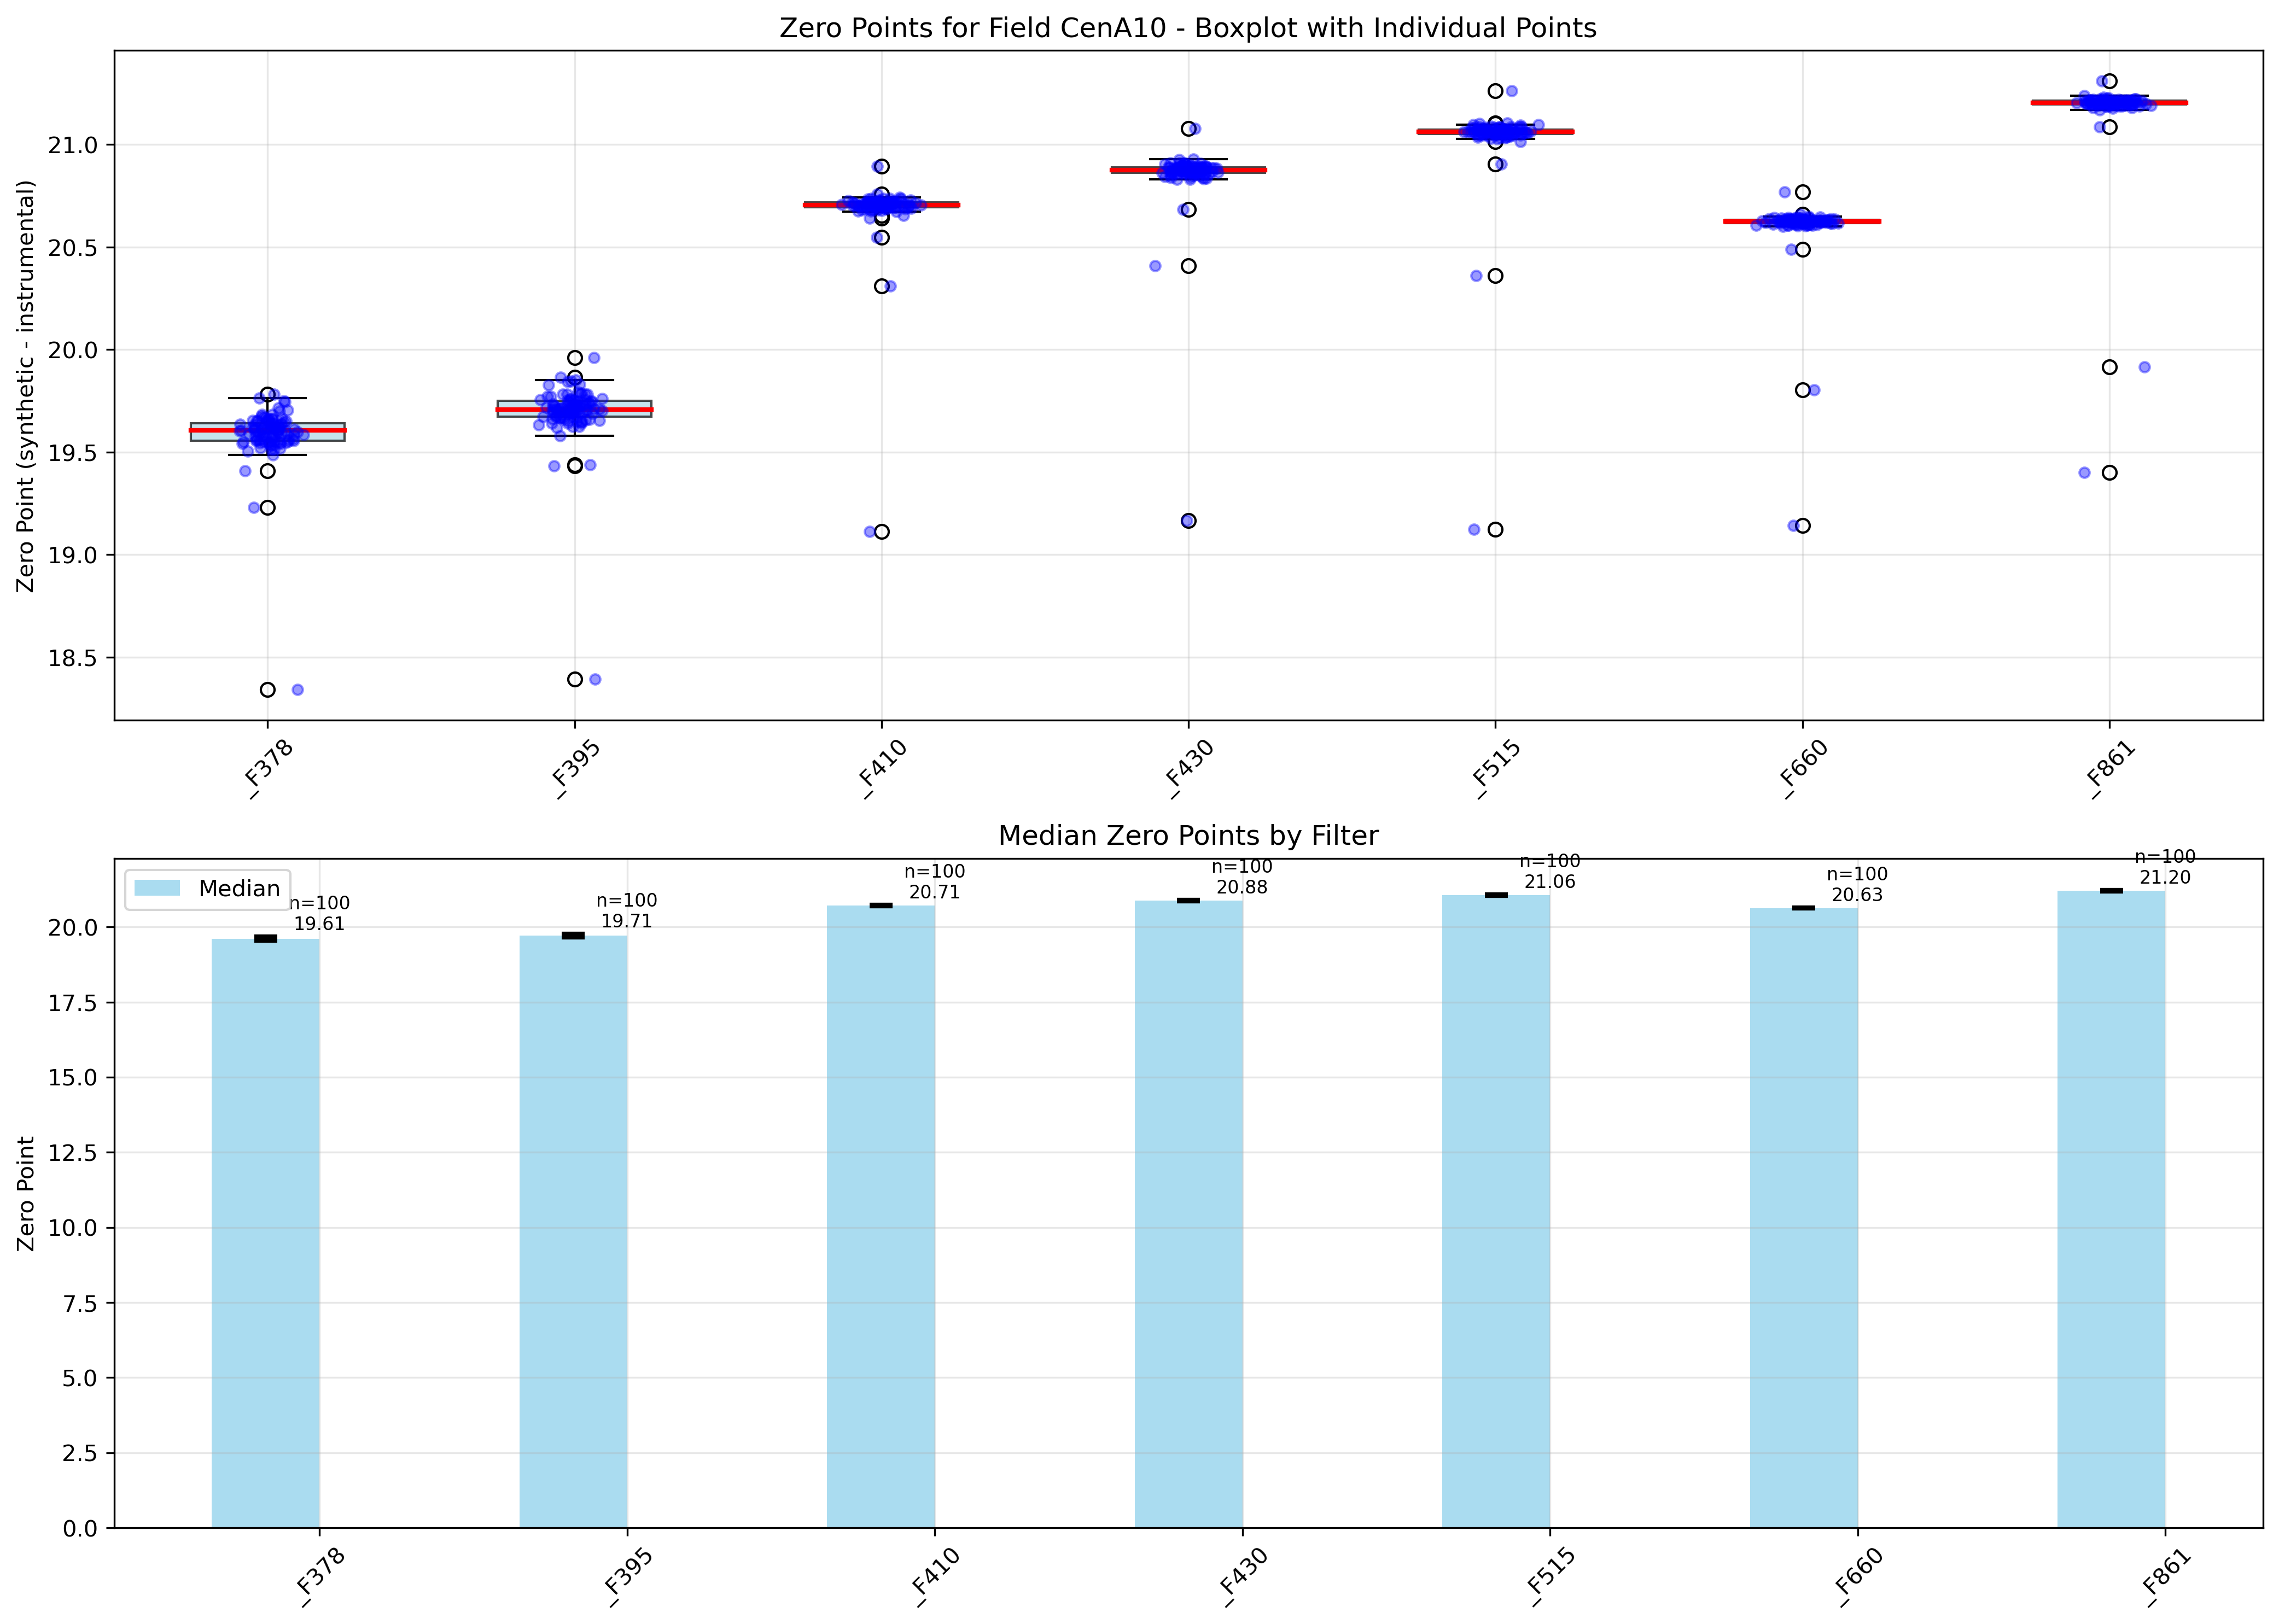 Zero Points for Field CenA10 - Boxplot with Individual Points
Zero Point (synthetic - instrumental)
21.0
20.5
20.0
19.5
19.0
18.5
_F378
_F395
_F410
_F430
_F515
_F660
_F861
Median Zero Points by Filter
Zero Point
Median
n=100
19.61
n=100
19.71
n=100
20.71
n=100
20.88
n=100
21.06
n=100
20.63
n=100
21.20
20.0
17.5
15.0
12.5
10.0
7.5
5.0
2.5
0.0
_F378
_F395
_F410
_F430
_F515
_F660
_F861